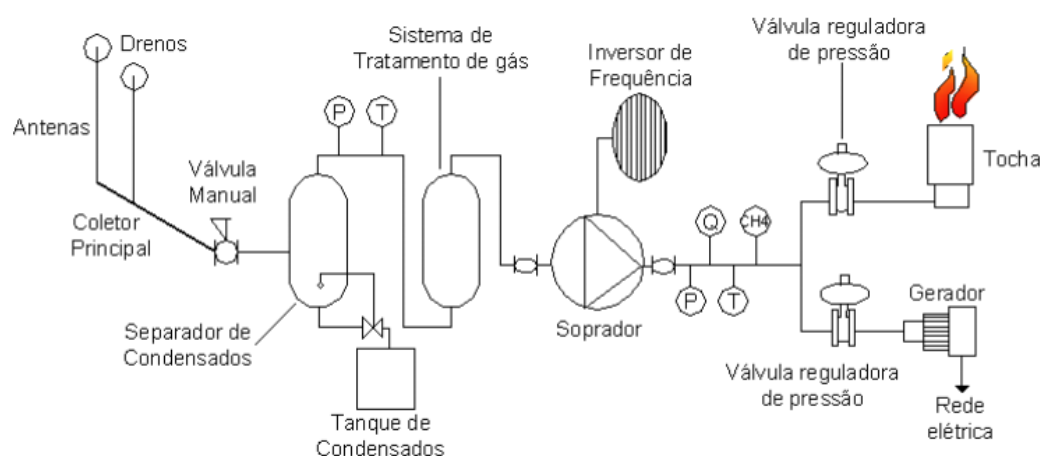 Drenos
Antenas
Coletor
Principal
Válvula
Manual
P
T
Sistema de
Tratamento de gás
Separador de
Condensados
Tanque de
Condensados
Inversor de
Frequência
Soprador
Q
CH4
P
T
Válvula reguladora
de pressão
Tocha
Gerador
Válvula reguladora
de pressão
Rede
elétrica